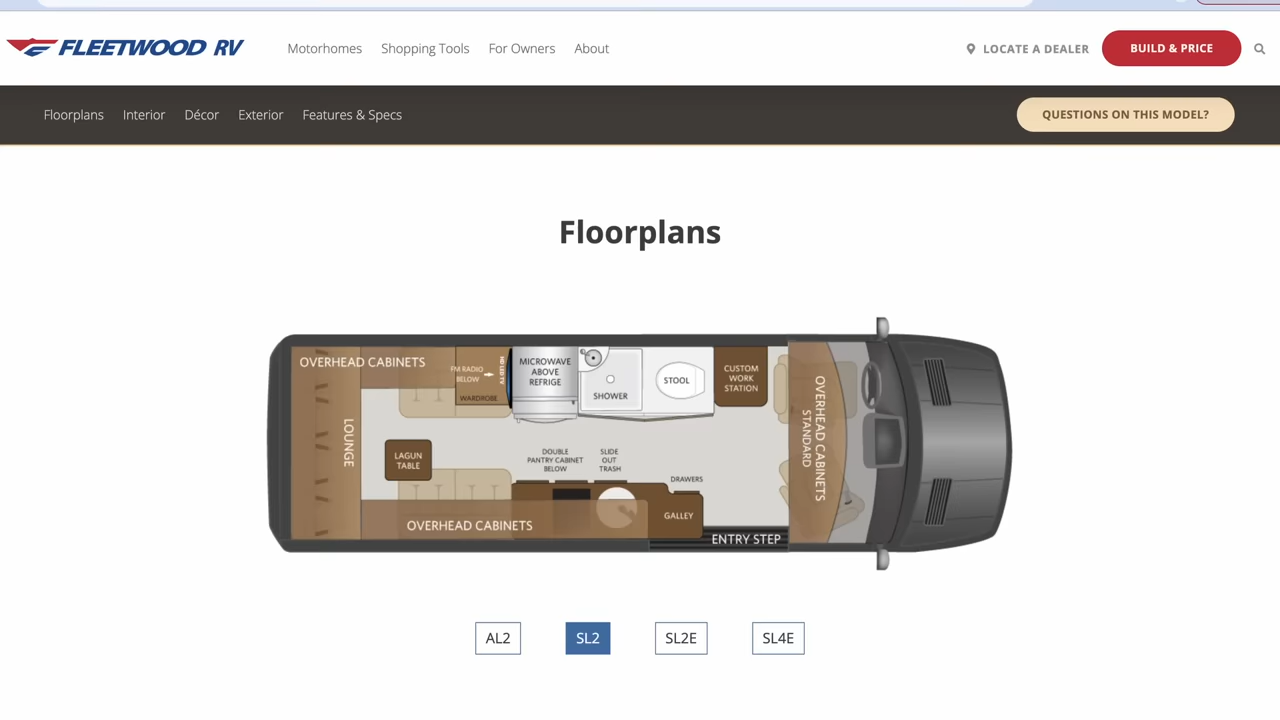 FLEETWOOD RV
Motorhomes Shopping Tools For Owners About
LOCATE A DEALER
BUILD & PRICE
Floorplans Interior Décor Exterior Features & Specs
QUESTIONS ON THIS MODEL?
Floorplans
OVERHEAD CABINETS
FM RADIO
BELOW
HD LED TV
WARDROBE
MICROWAVE
ABOVE
REFRIGE
SHOWER
STOOL
CUSTOM
WORK
STATION
OVERHEAD CABINETS
STANDARD
LOUNGE
LAGUN
TABLE
DOUBLE
PANTRY CABINET
BELOW
SLIDE
OUT
TRASH
DRAWERS
GALLEY
OVERHEAD CABINETS
ENTRY STEP
AL2 SL2 SL2E SL4E